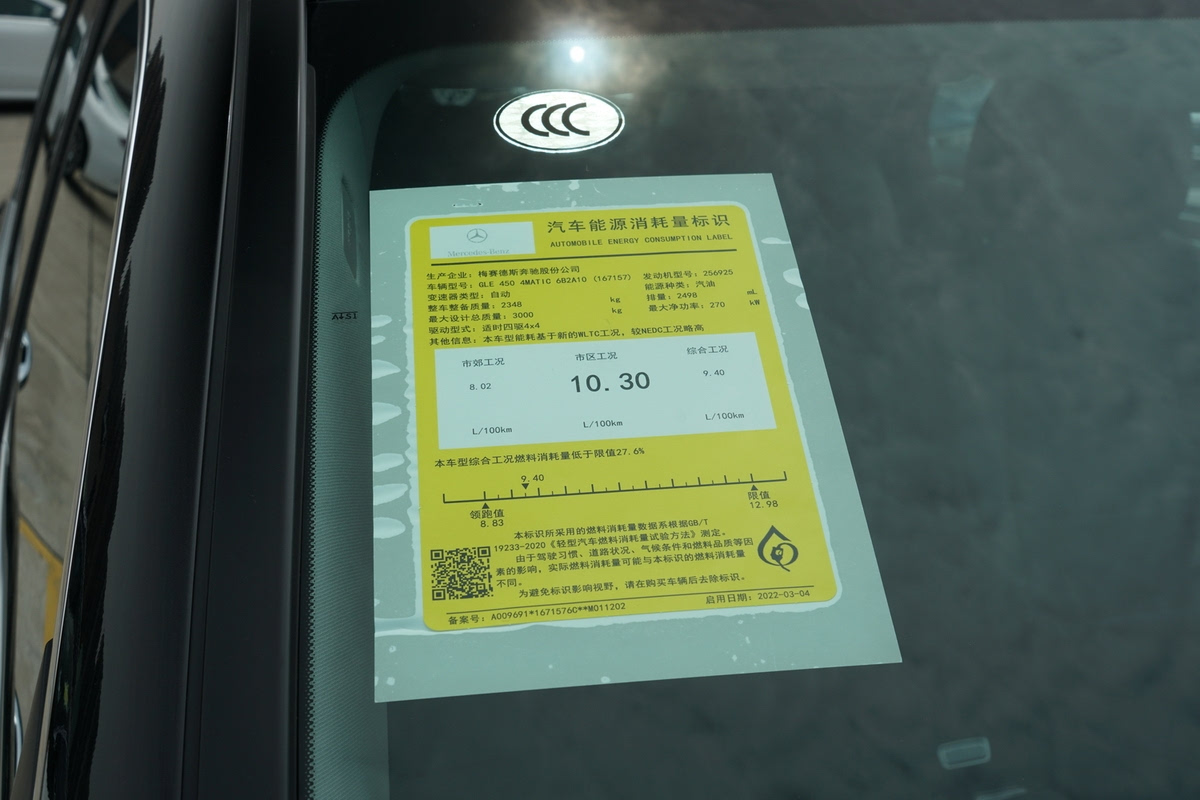 CCC
汽车能源消耗量标识
Mercedes-Benz
AUTOMOBILE ENERGY CONSUMPTION LABEL
生产企业：梅赛德斯奔驰股份公司
车辆型号：GLE 450 4MATIC 6B2A10 (167157) 发动机型号：256925
变速器类型：自动 能源种类：汽油
整车整备质量：2348 kg 排量：2498 mL
最大设计总质量：3000 kg 最大净功率：270 kW
驱动型式：适时四驱4x4
其他信息：本车型能耗基于新的WLTC工况，较NEDC工况略高
市郊工况 市区工况 综合工况
8.02 10.30 9.40
L/100km L/100km L/100km
本车型综合工况燃料消耗量低于限值27.6%
9.40
领跑值 限值
8.83 12.98
本标识所采用的燃料消耗量数据系根据GB/T
19233-2020《轻型汽车燃料消耗量试验方法》测定。
由于驾驶习惯、道路状况、气候条件和燃料品质等因
素的影响，实际燃料消耗量可能与本标识的燃料消耗量
不同。
为避免标识影响视野，请在购买车辆后去除标识。
备案号：A009691*1671576C**M011202 启用日期：2022-03-04